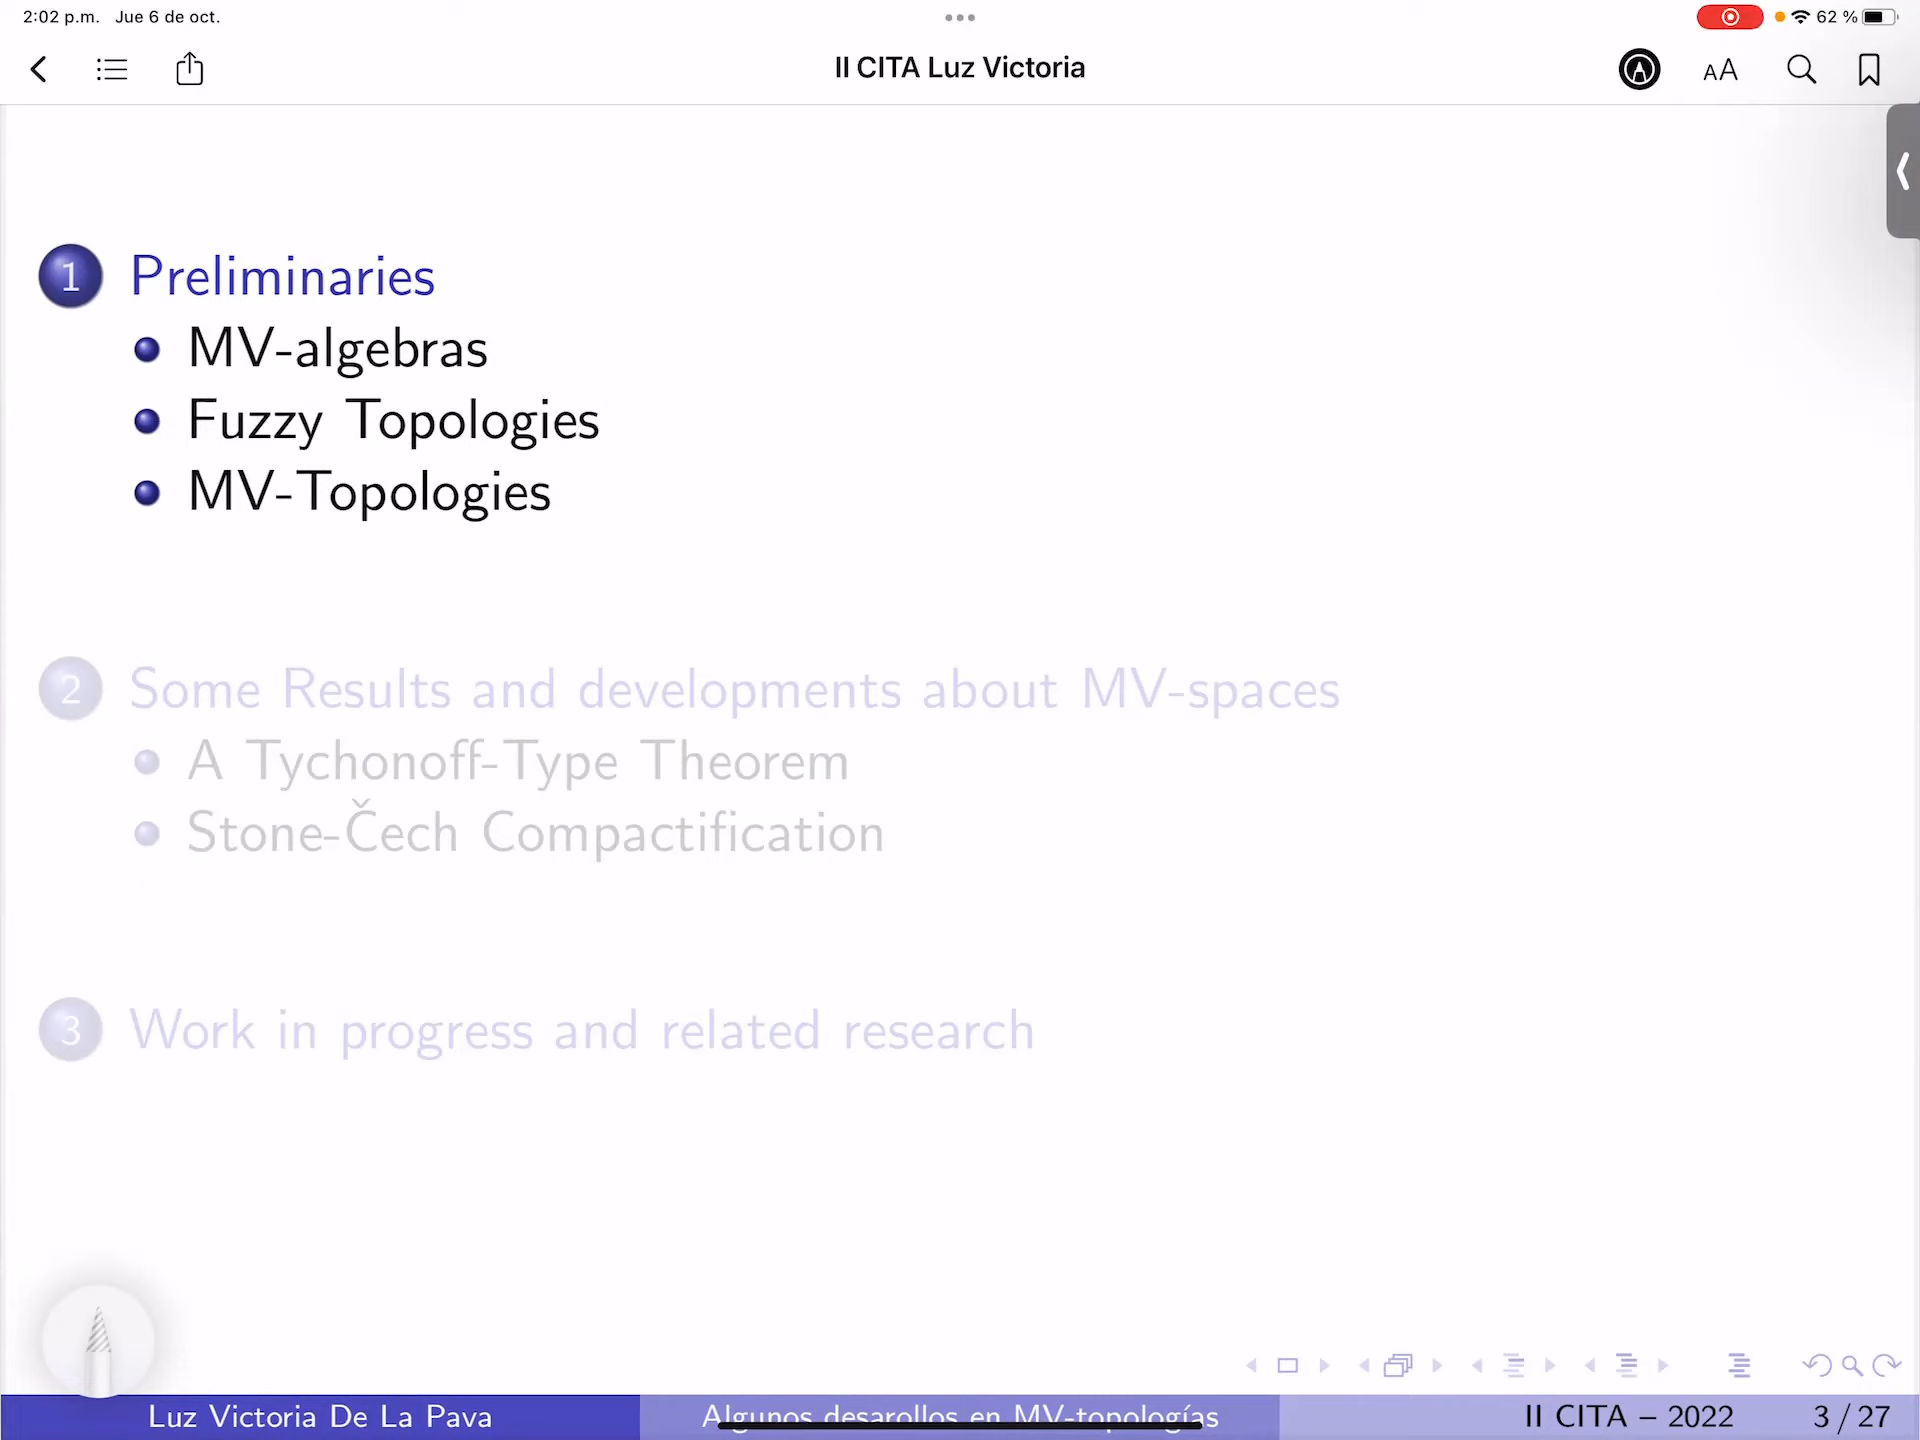 2:02 p.m. Jue 6 de oct.
62 %
II CITA Luz Victoria
AA
1 Preliminaries
MV-algebras
Fuzzy Topologies
MV-Topologies
2 Some Results and developments about MV-spaces
A Tychonoff-Type Theorem
Stone-Čech Compactification
3 Work in progress and related research
Luz Victoria De La Pava
Algunos desarollos en MV-topologías
II CITA – 2022
3 / 27